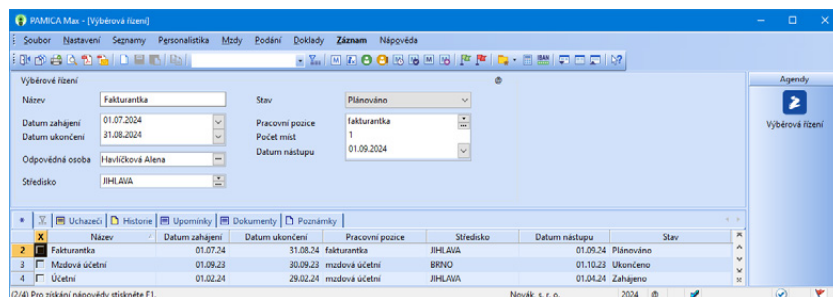 PAMICA Max - [Výběrová řízení]
Soubor Nastavení Seznamy Personalistika Mzdy Podání Doklady Záznam Nápověda
Výběrové řízení @
Agendy
Název Fakturantka Stav Plánováno
Datum zahájení 01.07.2024 Pracovní pozice fakturantka
Datum ukončení 31.08.2024 Počet míst 1
Datum nástupu 01.09.2024
Odpovědná osoba Havlíčková Alena
Středisko JIHLAVA
Výběrová řízení
Uchazeči Historie Upomínky Dokumenty Poznámky
X Název Datum zahájení Datum ukončení Pracovní pozice Středisko Datum nástupu Stav
2 Fakturantka 01.07.24 31.08.24 fakturantka JIHLAVA 01.09.24 Plánováno
3 Mzdová účetní 01.09.23 30.09.23 mzdová účetní BRNO 01.10.23 Ukončeno
4 Účetní 01.02.24 29.02.24 mzdová účetní JIHLAVA 01.04.24 Zahájeno
(2/4) Pro získání nápovědy stiskněte F1. Novák s. r. o. 2024 @